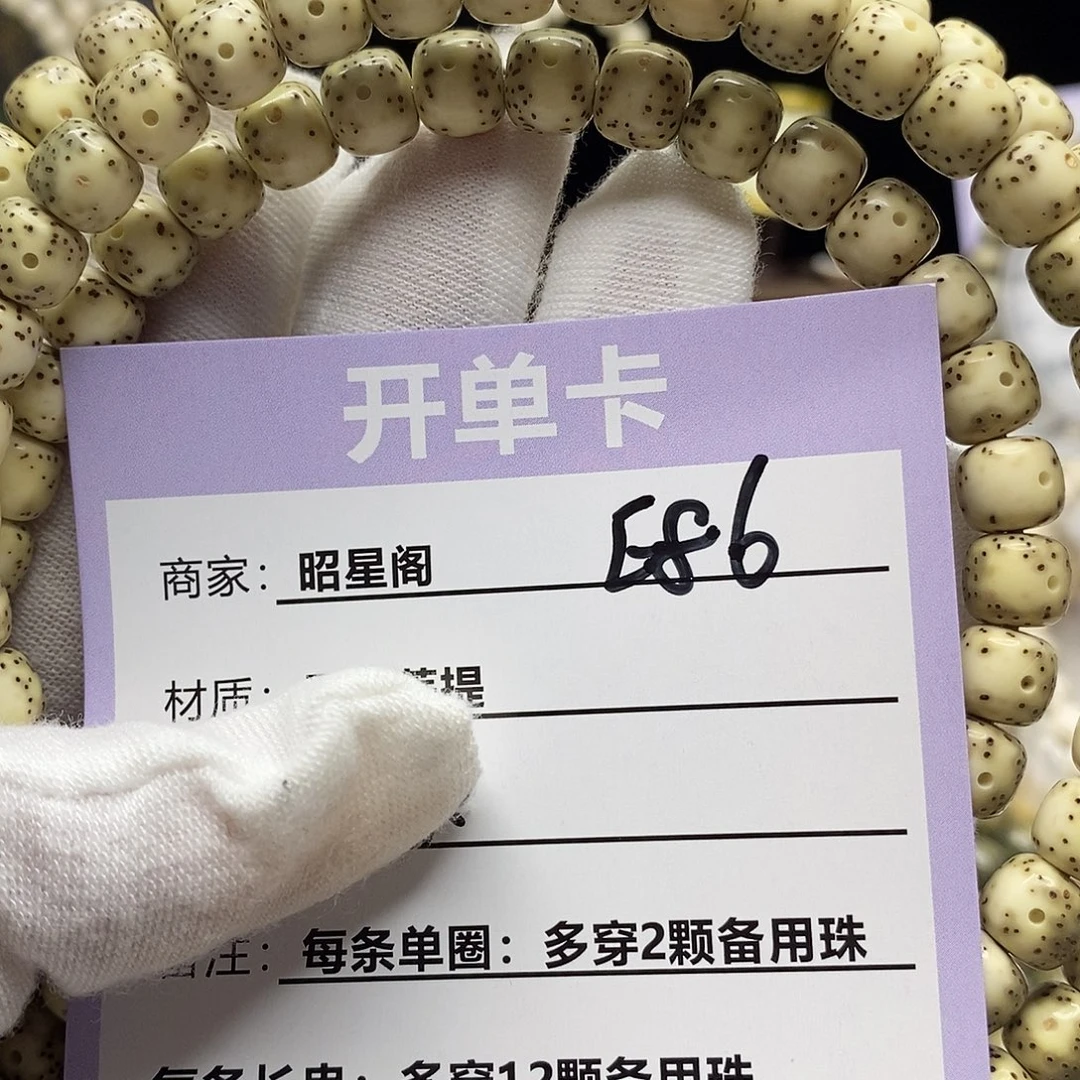 开单卡
E86
商家：昭星阁
材质：菩提
备注：每条单圈：多穿2颗备用珠
每条长串：多穿12颗备用珠